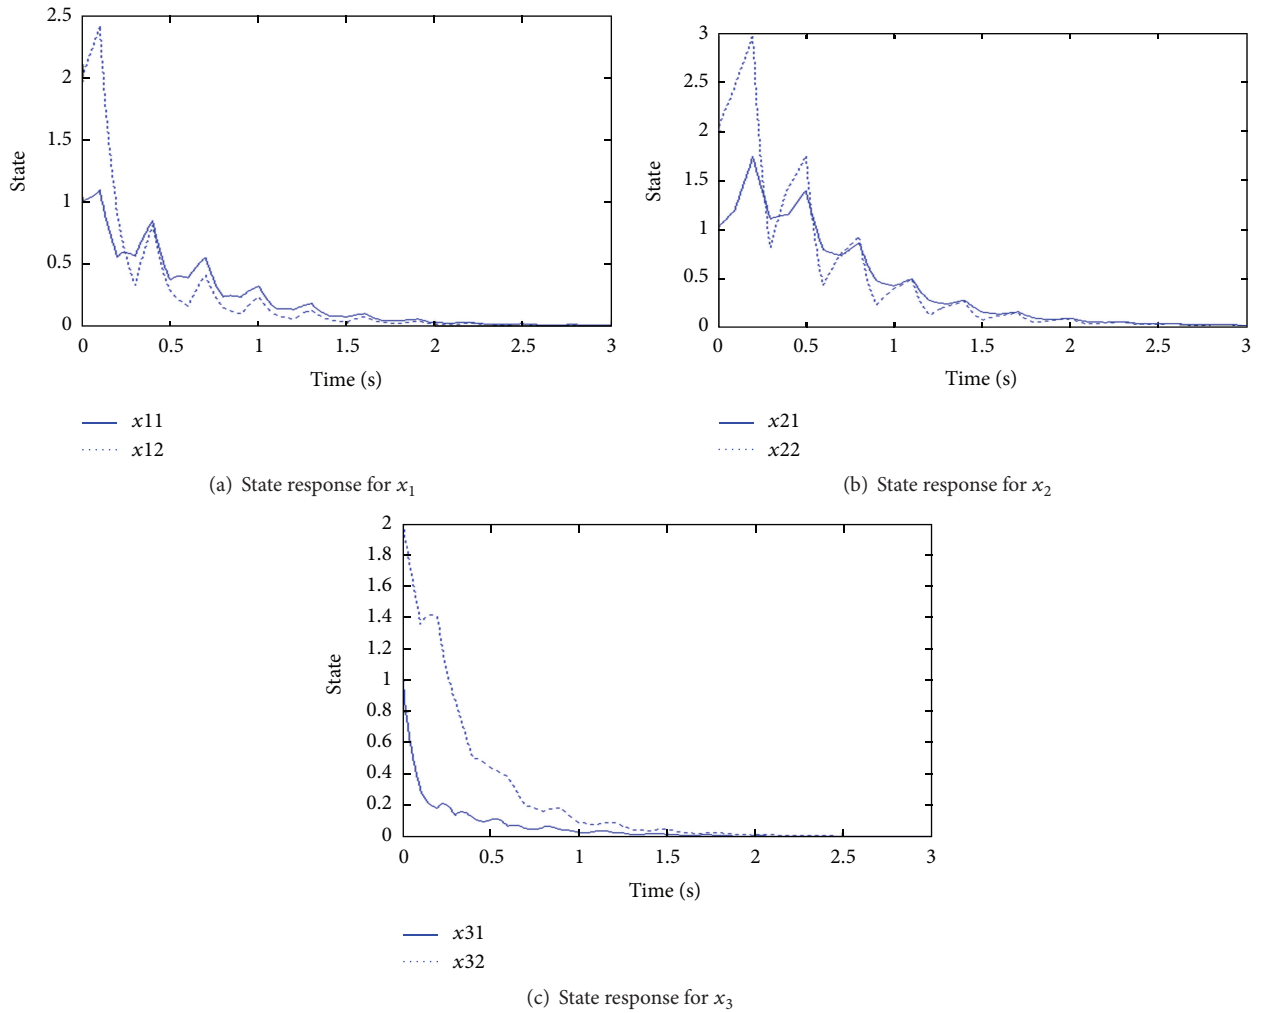 2.5
2
1.5
1
0.5
0
State
0 0.5 1 1.5 2 2.5 3
Time (s)
x11
x12
(a) State response for x₁
3
2.5
2
1.5
1
0.5
0
State
0 0.5 1 1.5 2 2.5 3
Time (s)
x21
x22
(b) State response for x₂
2
1.8
1.6
1.4
1.2
1
0.8
0.6
0.4
0.2
0
State
0 0.5 1 1.5 2 2.5 3
Time (s)
x31
x32
(c) State response for x₃